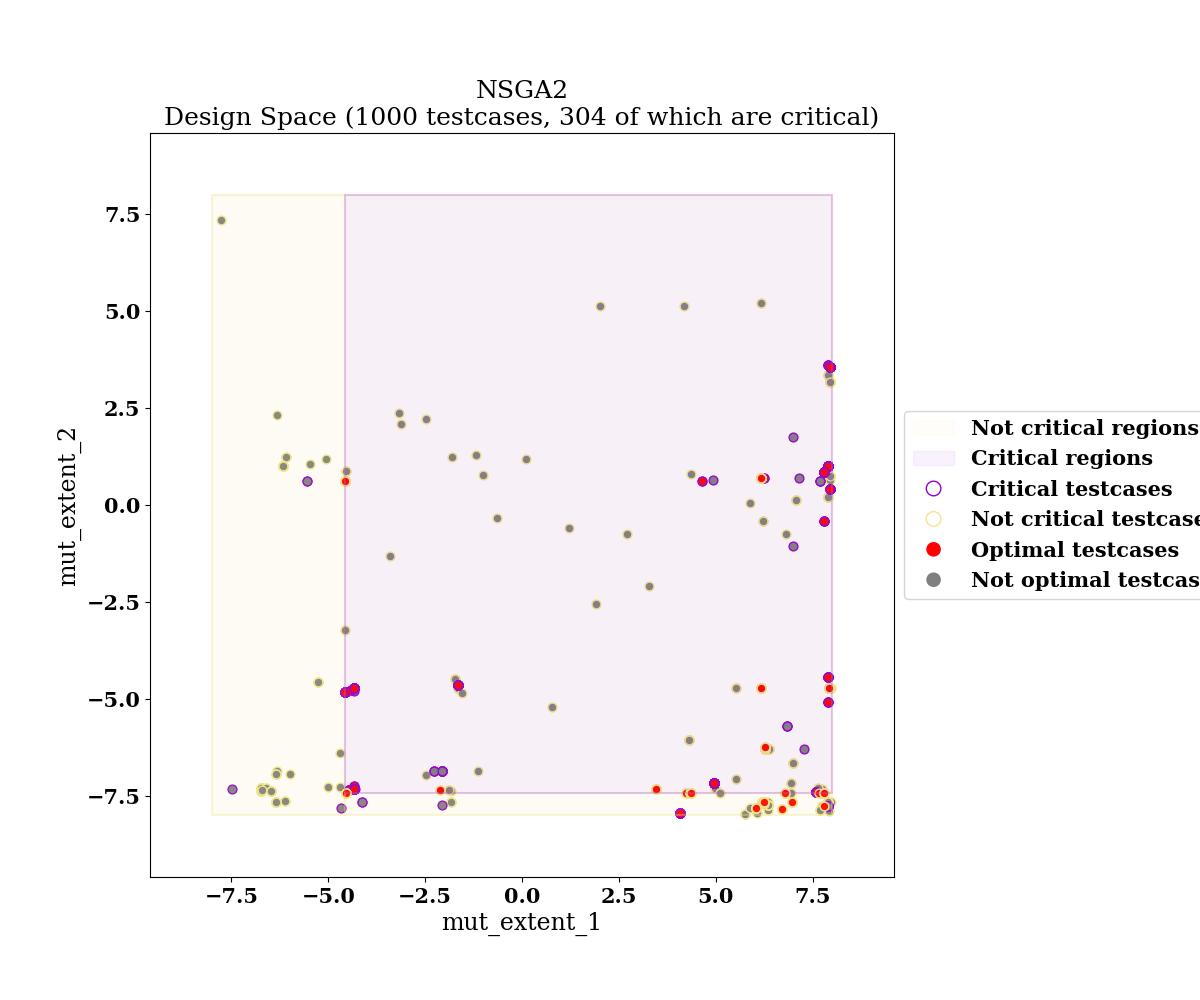 NSGA2
Design Space (1000 testcases, 304 of which are critical)
7.5
5.0
2.5
0.0
−2.5
−5.0
−7.5
mut_extent_2
−7.5 −5.0 −2.5 0.0 2.5 5.0 7.5
mut_extent_1
Not critical regions
Critical regions
Critical testcases
Not critical testcase
Optimal testcases
Not optimal testcas